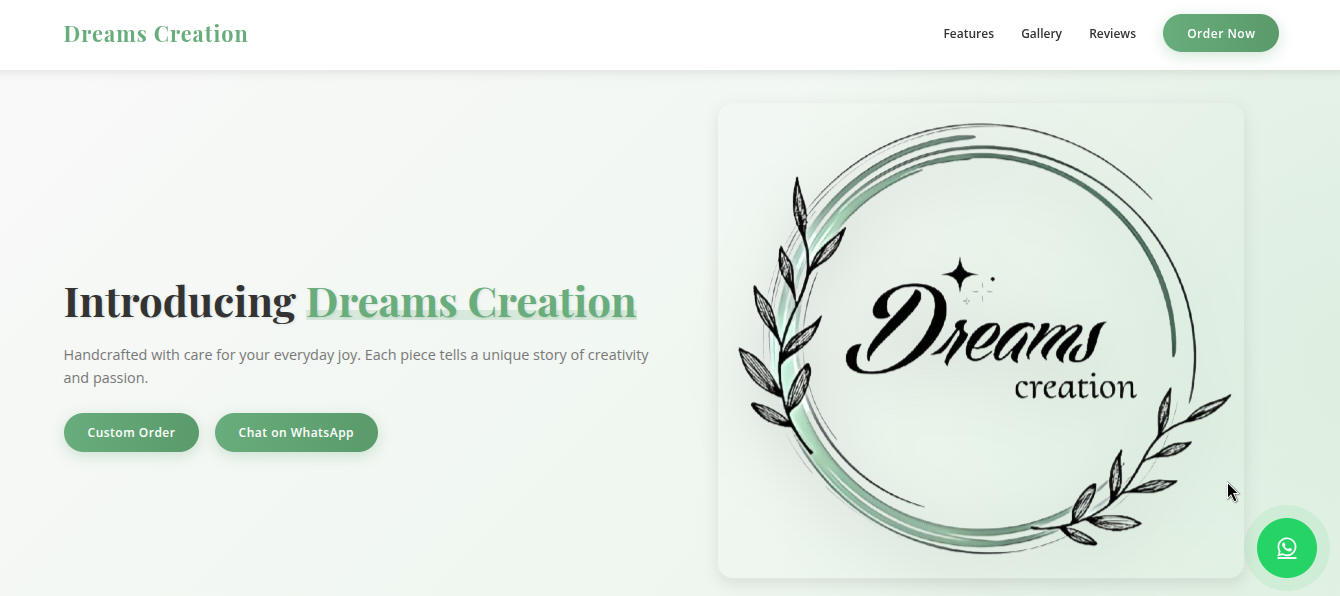 Dreams Creation
Features
Gallery
Reviews
Order Now
Introducing Dreams Creation
Handcrafted with care for your everyday joy. Each piece tells a unique story of creativity
and passion.
Custom Order
Chat on WhatsApp
Dreams
creation